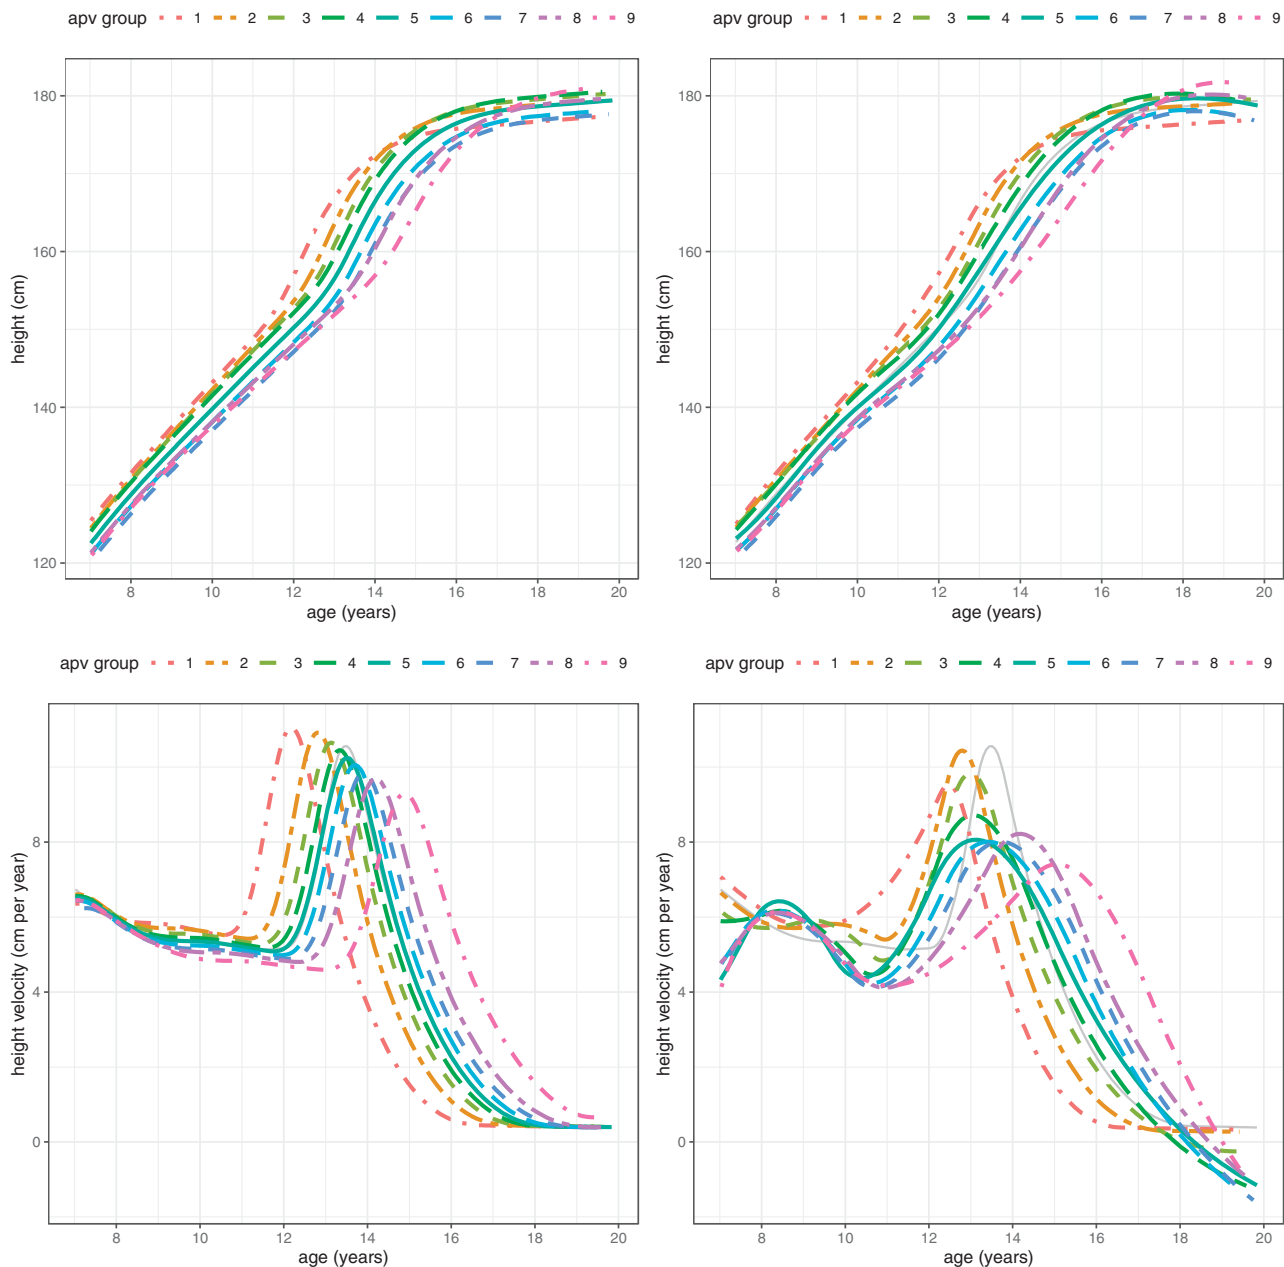 apv group 1 2 3 4 5 6 7 8 9
apv group 1 2 3 4 5 6 7 8 9
height (cm)
180
160
140
120
8 10 12 14 16 18 20
age (years)
height (cm)
180
160
140
120
8 10 12 14 16 18 20
age (years)
apv group 1 2 3 4 5 6 7 8 9
apv group 1 2 3 4 5 6 7 8 9
height velocity (cm per year)
8
4
0
8 10 12 14 16 18 20
age (years)
height velocity (cm per year)
8
4
0
8 10 12 14 16 18 20
age (years)